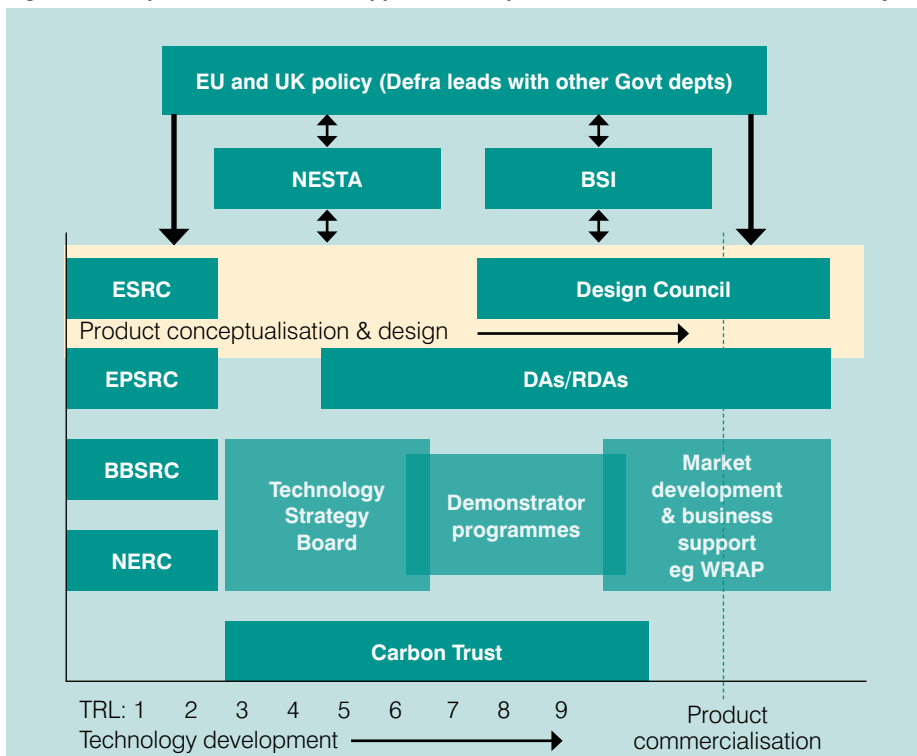 EU and UK policy (Defra leads with other Govt depts)
NESTA
BSI
ESRC
Design Council
Product conceptualisation & design
EPSRC
DAs/RDAs
BBSRC
NERC
Technology
Strategy
Board
Demonstrator
programmes
Market
development
& business
support
eg WRAP
Carbon Trust
TRL: 1 2 3 4 5 6 7 8 9
Technology development
Product
commercialisation